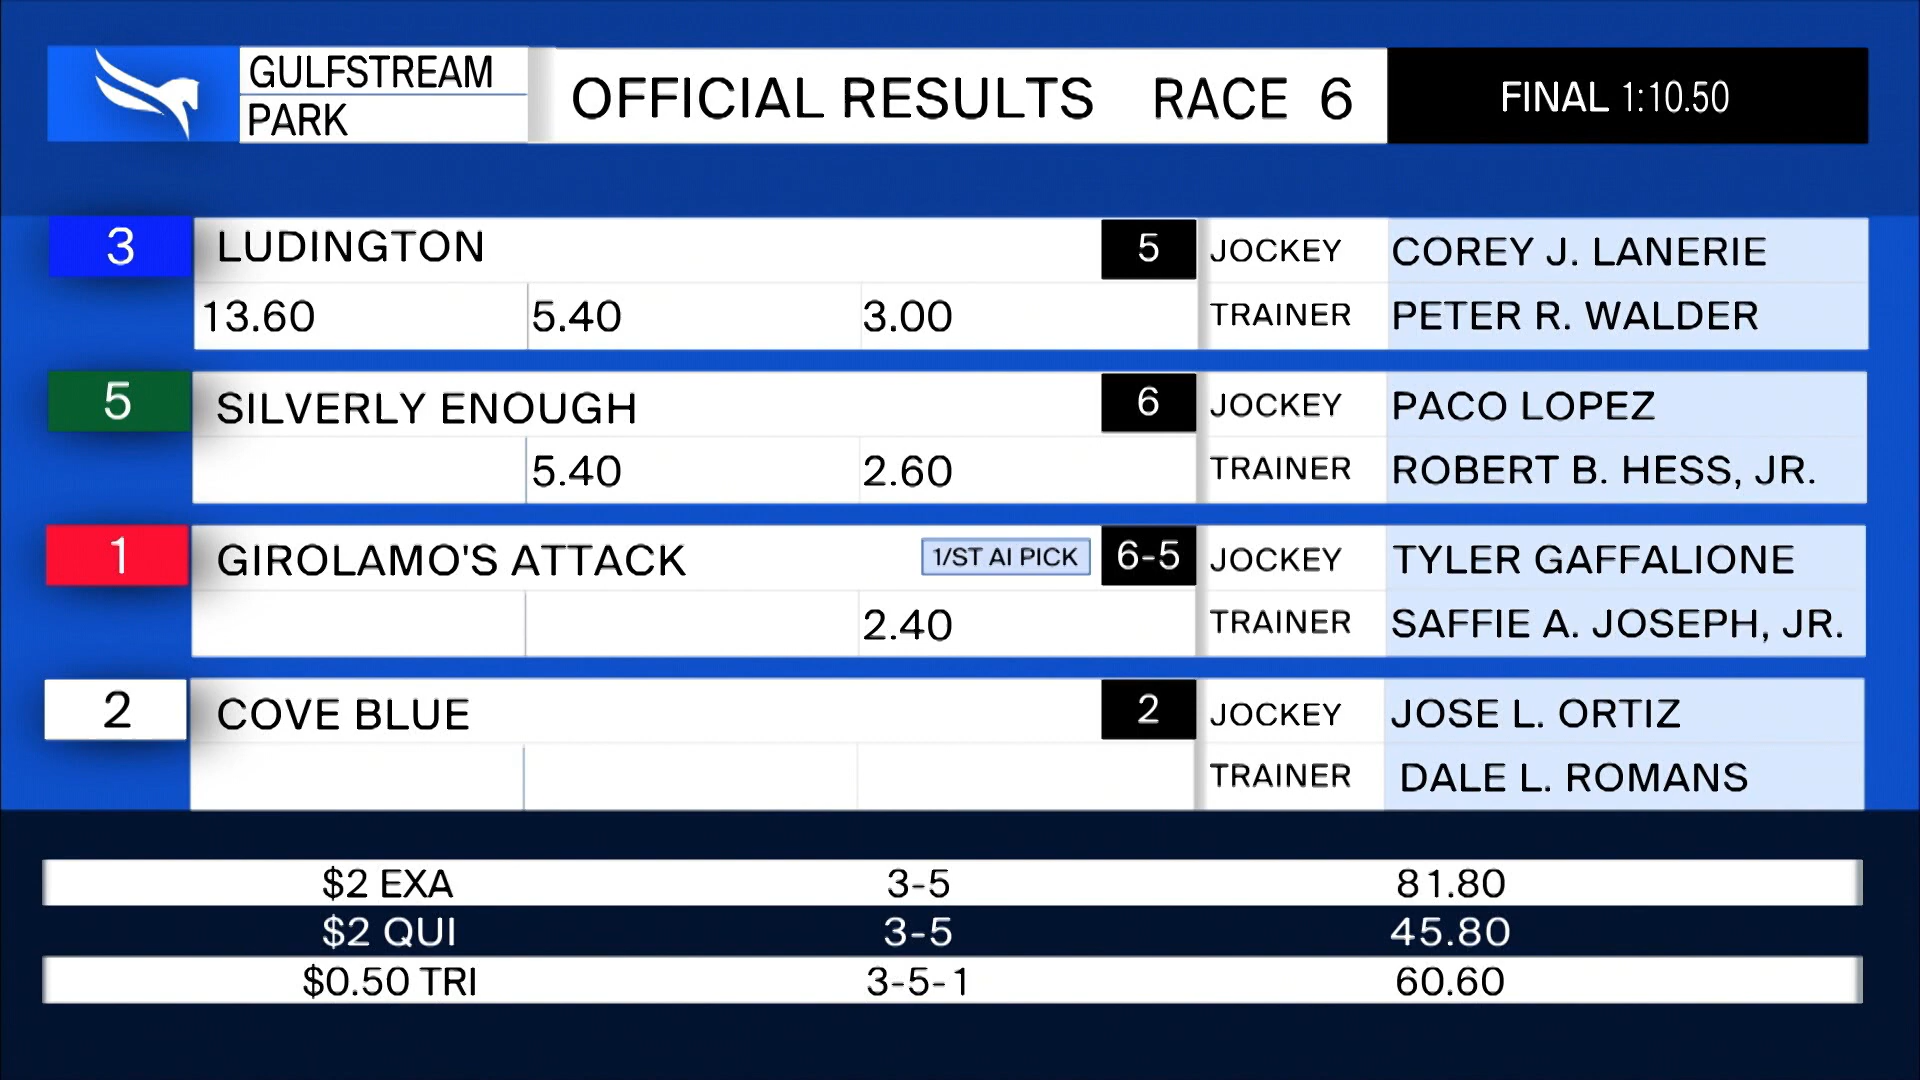 GULFSTREAM
PARK
OFFICIAL RESULTS RACE 6
FINAL 1:10.50
3 LUDINGTON 5 JOCKEY COREY J. LANERIE
13.60 5.40 3.00 TRAINER PETER R. WALDER
5 SILVERLY ENOUGH 6 JOCKEY PACO LOPEZ
5.40 2.60 TRAINER ROBERT B. HESS, JR.
1 GIROLAMO'S ATTACK 1/ST AI PICK 6-5 JOCKEY TYLER GAFFALIONE
2.40 TRAINER SAFFIE A. JOSEPH, JR.
2 COVE BLUE 2 JOCKEY JOSE L. ORTIZ
TRAINER DALE L. ROMANS
$2 EXA 3-5 81.80
$2 QUI 3-5 45.80
$0.50 TRI 3-5-1 60.60